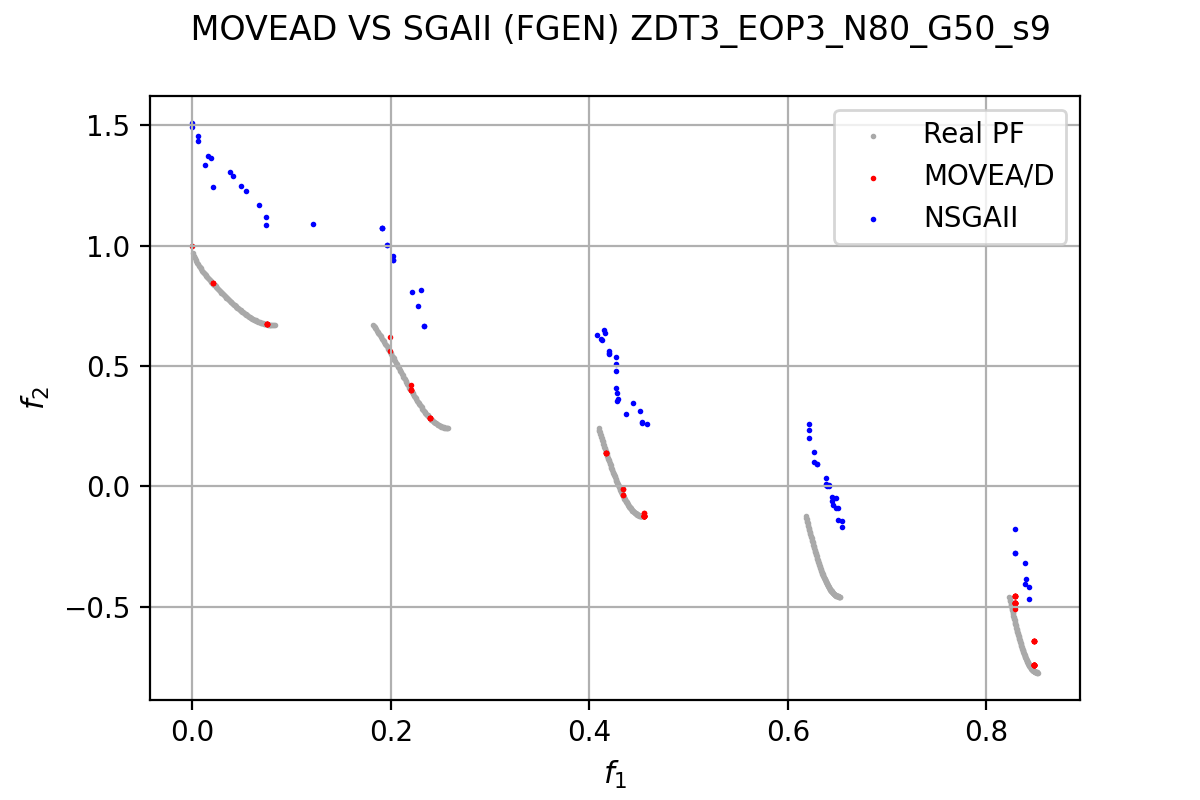 MOVEAD VS SGAII (FGEN) ZDT3_EOP3_N80_G50_s9
Real PF
MOVEA/D
NSGAII
1.5
1.0
0.5
0.0
−0.5
f2
0.0 0.2 0.4 0.6 0.8
f1